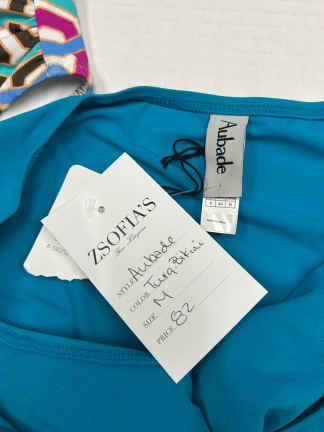 Aubade
ZSOFIA'S
Fine Lingerie
STYLE Aubade
COLOR Turq Bikini
SIZE M
PRICE 82